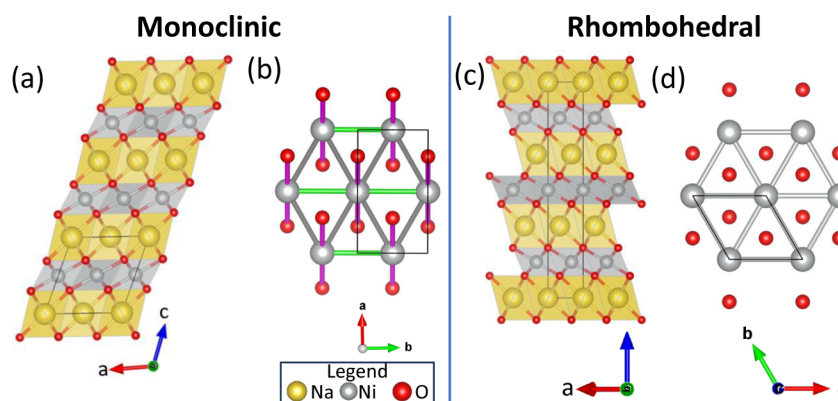 Monoclinic
Rhombohedral
(a)
(b)
(c)
(d)
a
c
a
b
Legend
Na
Ni
O
a
b